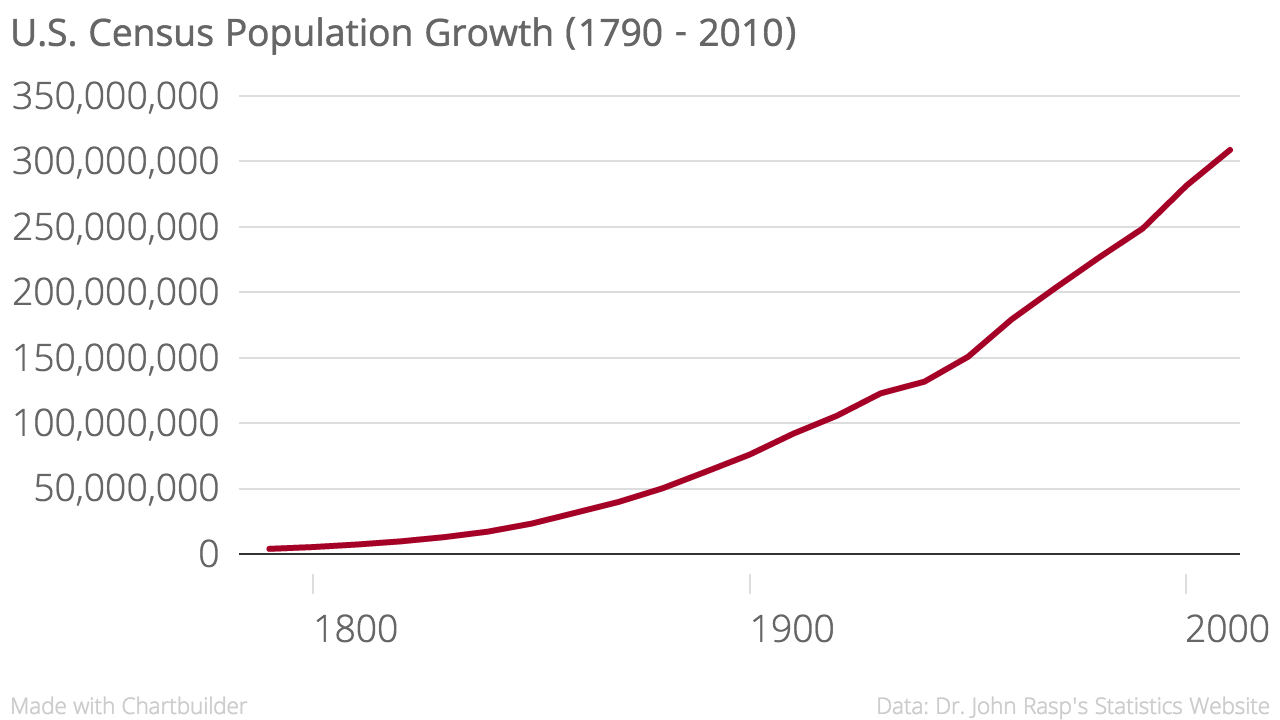 U.S. Census Population Growth (1790 - 2010)
350,000,000
300,000,000
250,000,000
200,000,000
150,000,000
100,000,000
50,000,000
0
1800 1900 2000
Made with Chartbuilder Data: Dr. John Rasp's Statistics Website